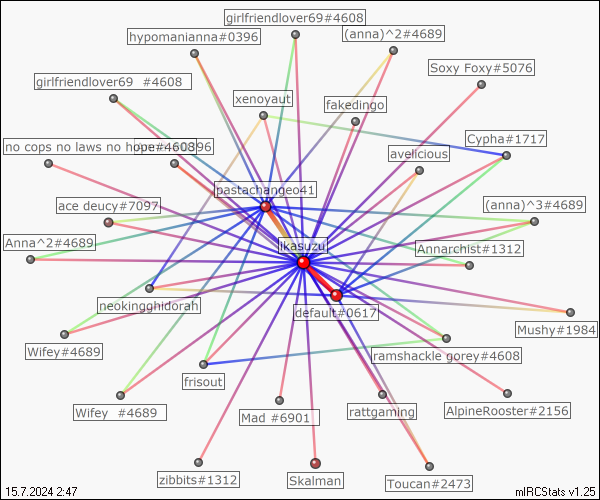 girlfriendlover69#4608
hypomanianna#0396
(anna)^2#4689
Soxy Foxy#5076
girlfriendlover69 #4608
xenoyaut
fakedingo
Cypha#1717
no cops no laws no hope#4608
0396
avelicious
pastachangeo41
ace deucy#7097
(anna)^3#4689
Anna^2#4689
ikasuzu
Annarchist#1312
neokingghidorah
default#0617
Mushy#1984
Wifey#4689
ramshackle gorey#4608
frisout
Wifey #4689
Mad #6901
rattgaming
AlpineRooster#2156
zibbits#1312
Skalman
Toucan#2473
15.7.2024 2:47
mIRCStats v1.25